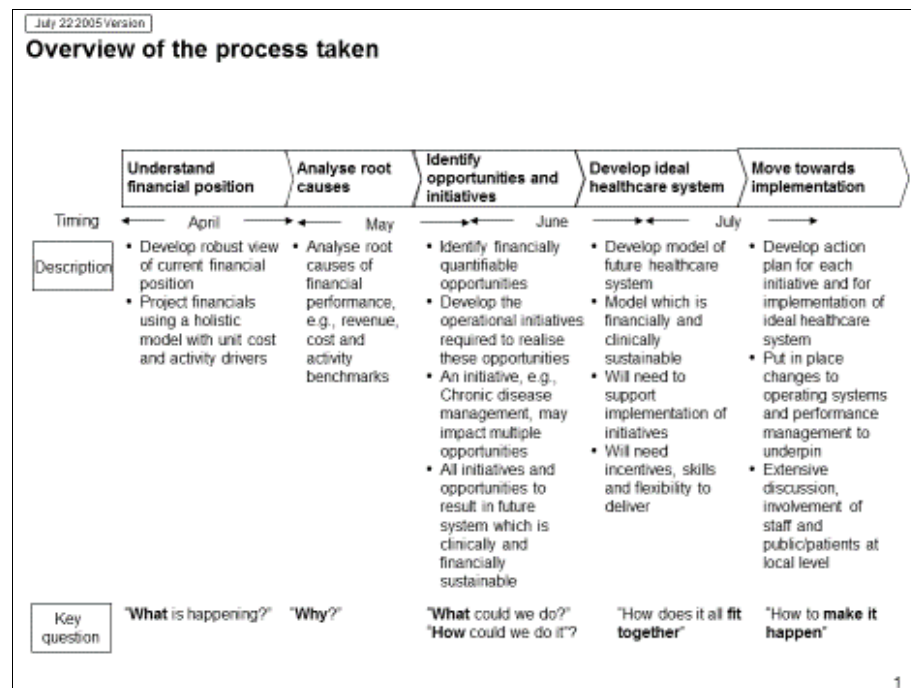 July 22 2005 Version
Overview of the process taken
Understand
financial position
Analyse root
causes
Identify
opportunities and
initiatives
Develop ideal
healthcare system
Move towards
implementation
Timing
April
May
June
July
Description
• Develop robust view
of current financial
position
• Project financials
using a holistic
model with unit cost
and activity drivers
• Analyse root
causes of
financial
performance,
e.g., revenue,
cost and
activity
benchmarks
• Identify financially
quantifiable
opportunities
• Develop the
operational initiatives
required to realise
these opportunities
• An initiative, e.g.,
Chronic disease
management, may
impact multiple
opportunities
• All initiatives and
opportunities to
result in future
system which is
clinically and
financially
sustainable
• Develop model of
future healthcare
system
• Model which is
financially and
clinically
sustainable
• Will need to
support
implementation of
initiatives
• Will need
incentives, skills
and flexibility to
deliver
• Develop action
plan for each
initiative and for
implementation of
ideal healthcare
system
• Put in place
changes to
operating systems
and performance
management to
underpin
• Extensive
discussion,
involvement of
staff and
public/patients at
local level
Key
question
"What is happening?"
"Why?"
"What could we do?"
"How could we do it"?
"How does it all fit
together"
"How to make it
happen"
1